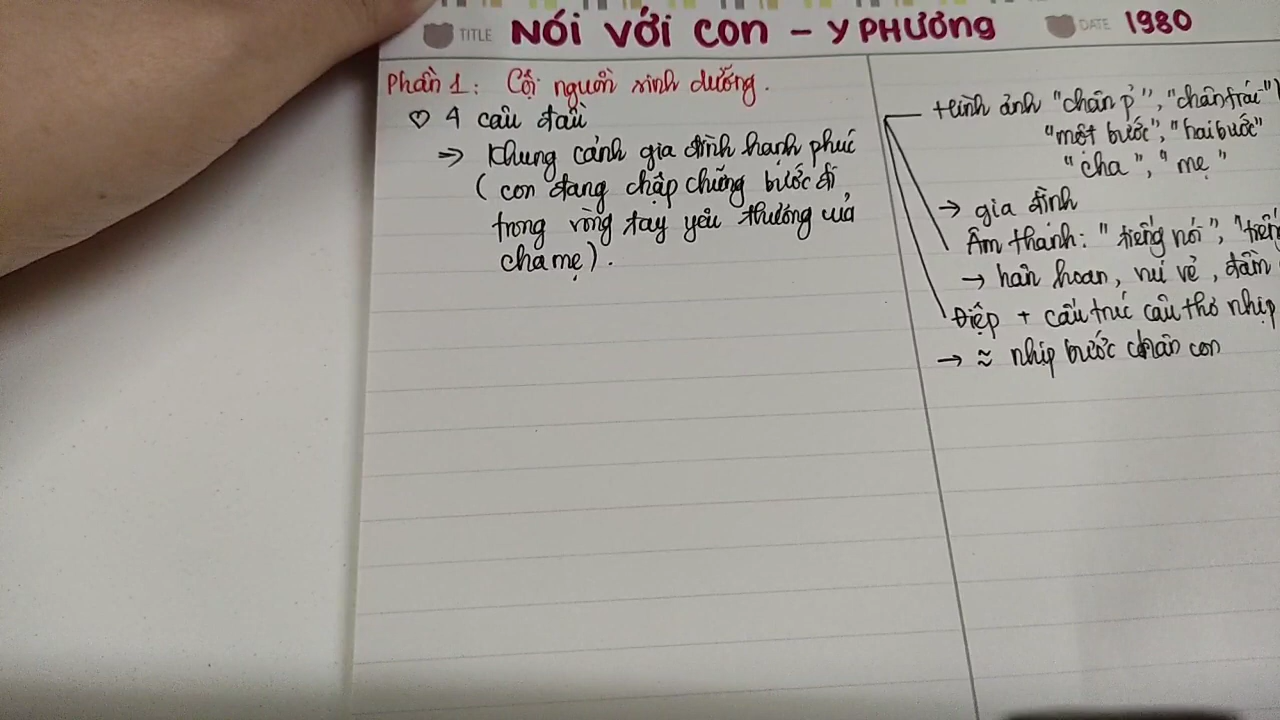 TITLE NÓI VỚI CON - Y PHƯƠNG DATE 1980
Phần 1: Cội nguồn sinh dưỡng.
♡ 4 câu đầu
⇒ Khung cảnh gia đình hạnh phúc
(con đang chập chững bước đi
trong vòng tay yêu thương của
cha mẹ).
Hình ảnh "chân p'", "chân trái"
"một bước", "hai bước"
"cha", "mẹ"
→ gia đình
Âm thanh: "tiếng nói", "tiến
→ hân hoan, vui vẻ, đầm
Điệp + cấu trúc câu thơ nhịp
→ ≈ nhịp bước chân con